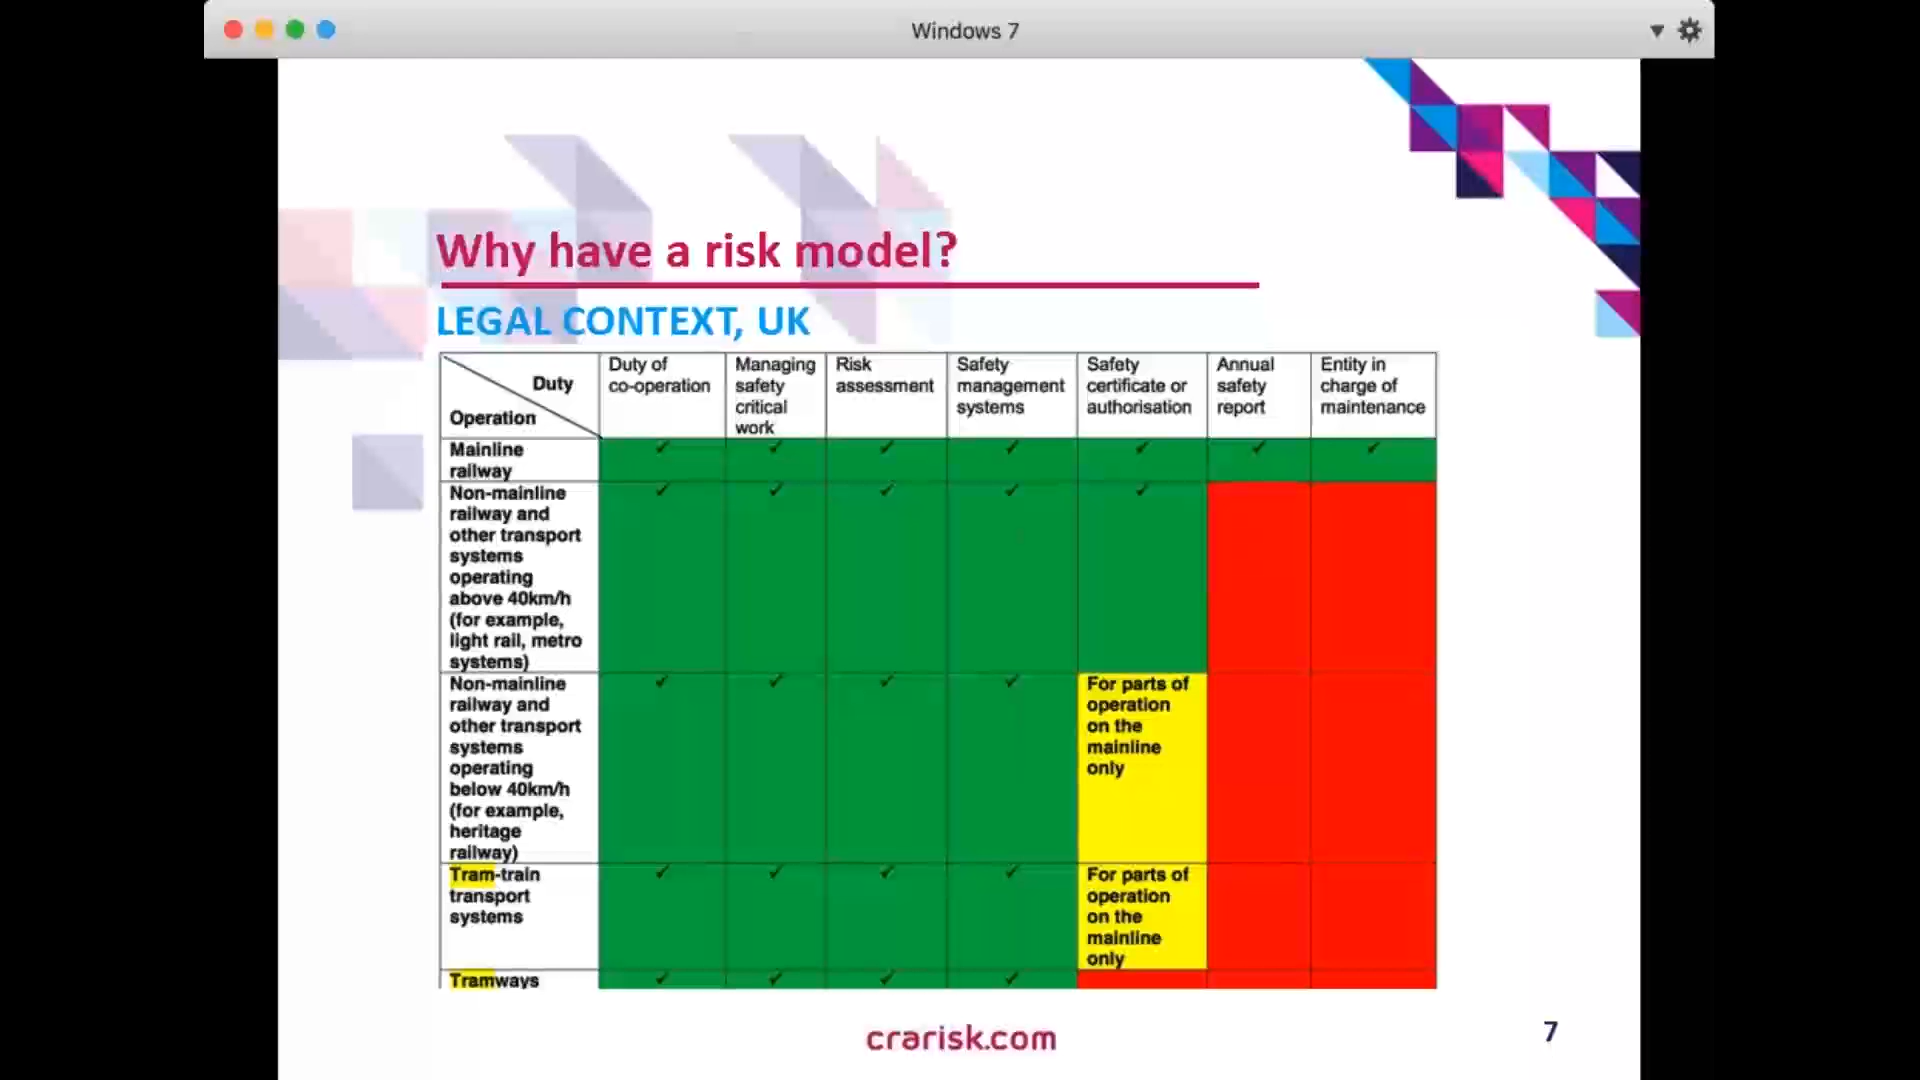 Windows 7
Why have a risk model?
LEGAL CONTEXT, UK
Duty
Operation
Duty of
co-operation
Managing
safety
critical
work
Risk
assessment
Safety
management
systems
Safety
certificate or
authorisation
Annual
safety
report
Entity in
charge of
maintenance
Mainline
railway
✓ ✓ ✓ ✓ ✓ ✓ ✓
Non-mainline
railway and
other transport
systems
operating
above 40km/h
(for example,
light rail, metro
systems)
✓ ✓ ✓ ✓ ✓
Non-mainline
railway and
other transport
systems
operating
below 40km/h
(for example,
heritage
railway)
✓ ✓ ✓ ✓
For parts of
operation
on the
mainline
only
Tram-train
transport
systems
✓ ✓ ✓ ✓
For parts of
operation
on the
mainline
only
Tramways
✓ ✓ ✓ ✓
crarisk.com
7